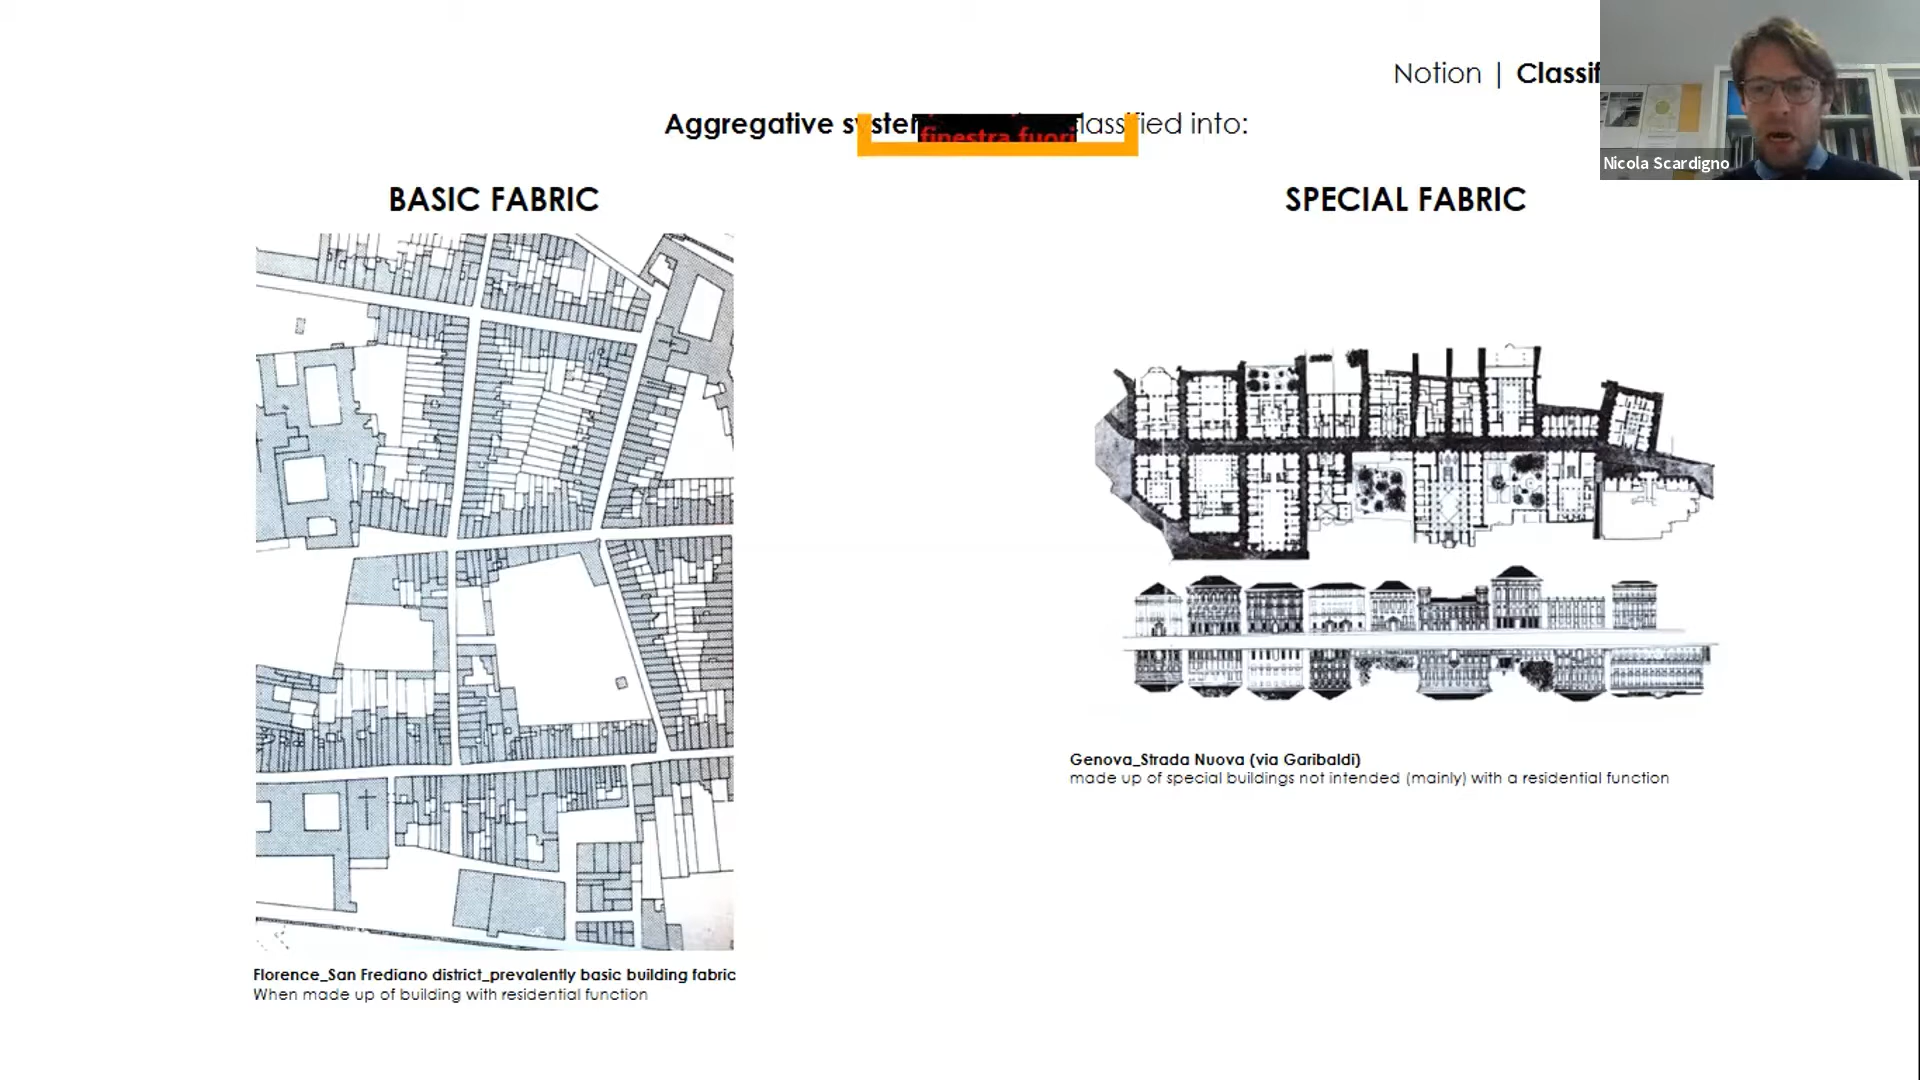 Notion | Classif
Aggregative system lassified into:
finestra fuori
BASIC FABRIC
SPECIAL FABRIC
Nicola Scardigno
Genova_Strada Nuova (via Garibaldi)
made up of special buildings not intended (mainly) with a residential function
Florence_San Frediano district_prevalently basic building fabric
When made up of building with residential function